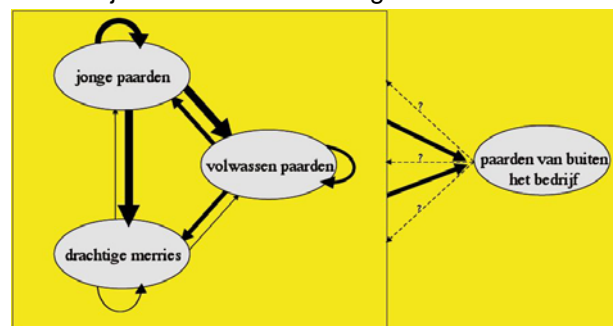 jonge paarden
volwassen paarden
drachtige merries
?
?
?
paarden van buiten
het bedrijf